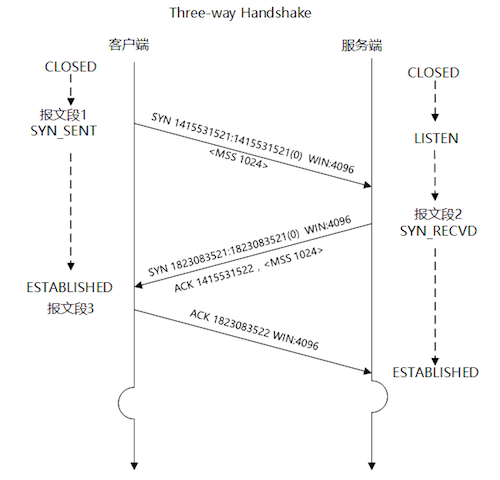 Three-way Handshake
客户端
服务端
CLOSED
CLOSED
报文段1
SYN_SENT
SYN 1415531521:1415531521(0) WIN:4096
<MSS 1024>
LISTEN
报文段2
SYN_RECVD
SYN 1823083521:1823083521(0) WIN:4096
ACK 1415531522，<MSS 1024>
ESTABLISHED
报文段3
ACK 1823083522 WIN:4096
ESTABLISHED